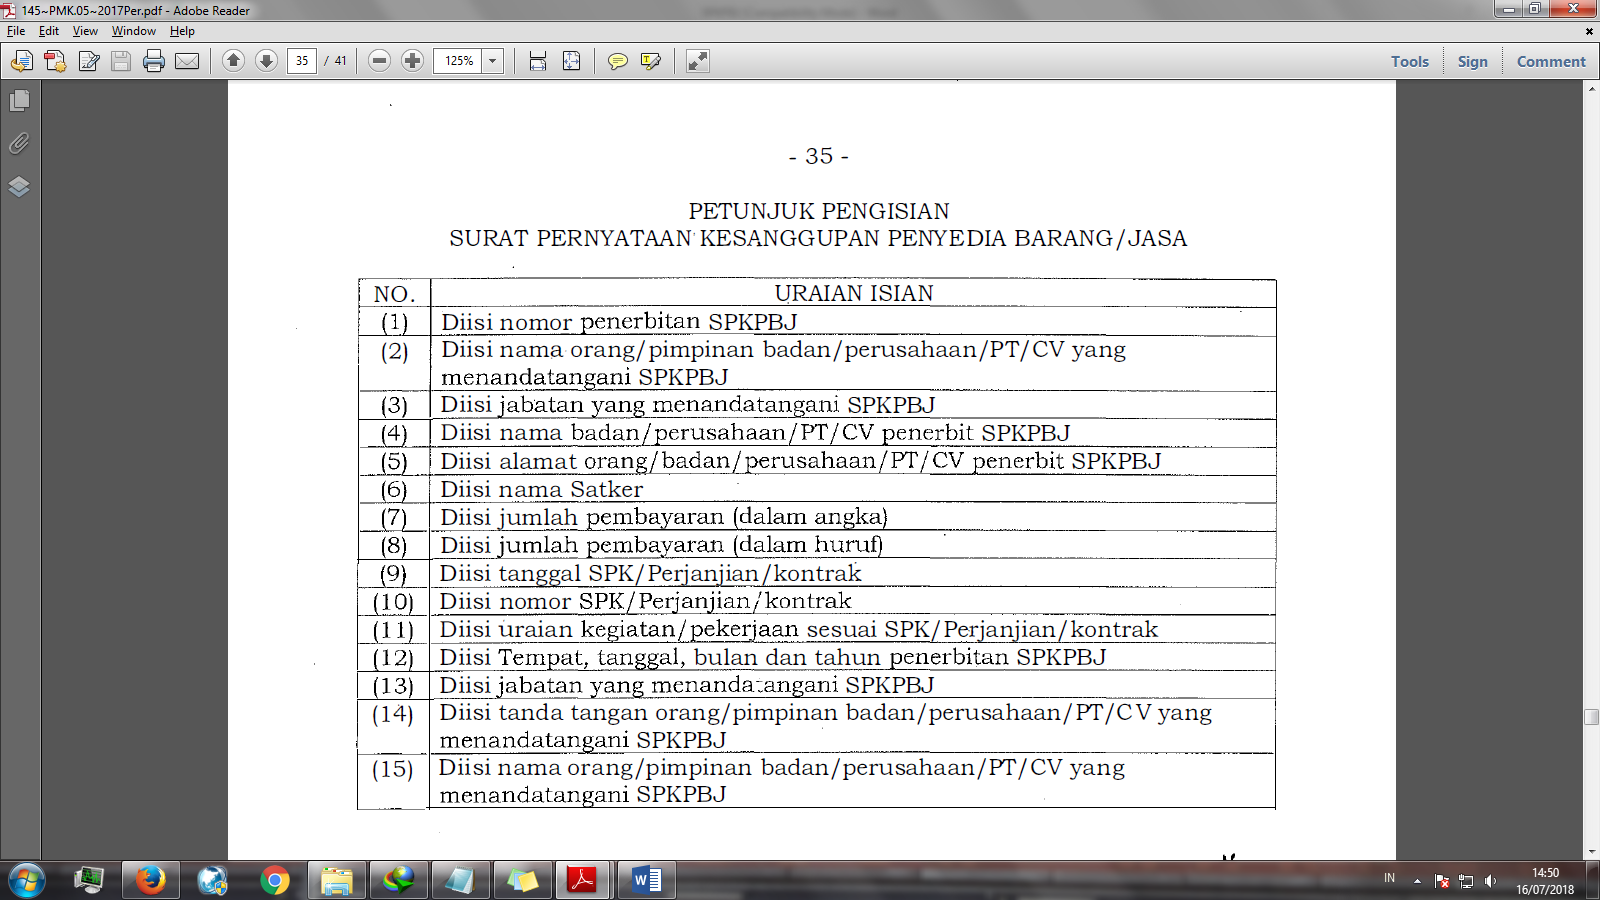 145~PMK.05~2017Per.pdf - Adobe Reader
File Edit View Window Help
35 / 41 125% Tools Sign Comment
- 35 -
PETUNJUK PENGISIAN
SURAT PERNYATAAN KESANGGUPAN PENYEDIA BARANG/JASA
NO. URAIAN ISIAN
(1) Diisi nomor penerbitan SPKPBJ
(2) Diisi nama orang/pimpinan badan/perusahaan/PT/CV yang
menandatangani SPKPBJ
(3) Diisi jabatan yang menandatangani SPKPBJ
(4) Diisi nama badan/perusahaan/PT/CV penerbit SPKPBJ
(5) Diisi alamat orang/badan/perusahaan/PT/CV penerbit SPKPBJ
(6) Diisi nama Satker
(7) Diisi jumlah pembayaran (dalam angka)
(8) Diisi jumlah pembayaran (dalam huruf)
(9) Diisi tanggal SPK/Perjanjian/kontrak
(10) Diisi nomor SPK/Perjanjian/kontrak
(11) Diisi uraian kegiatan/pekerjaan sesuai SPK/Perjanjian/kontrak
(12) Diisi Tempat, tanggal, bulan dan tahun penerbitan SPKPBJ
(13) Diisi jabatan yang menandatangani SPKPBJ
(14) Diisi tanda tangan orang/pimpinan badan/perusahaan/PT/CV yang
menandatangani SPKPBJ
(15) Diisi nama orang/pimpinan badan/perusahaan/PT/CV yang
menandatangani SPKPBJ
IN 14:50
16/07/2018